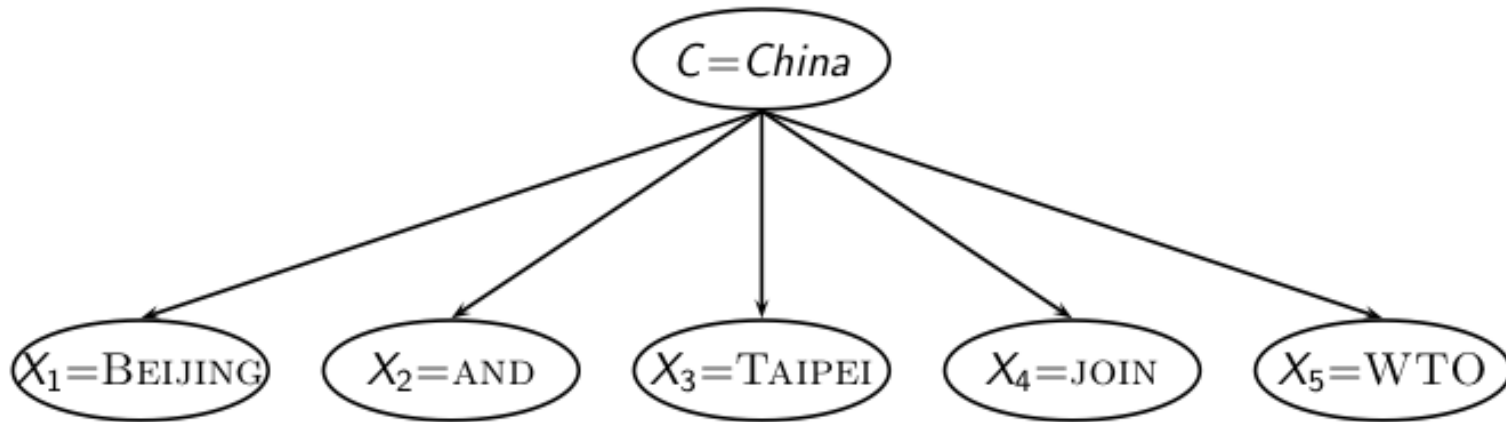 C=China
X₁=BEIJING
X₂=AND
X₃=TAIPEI
X₄=JOIN
X₅=WTO